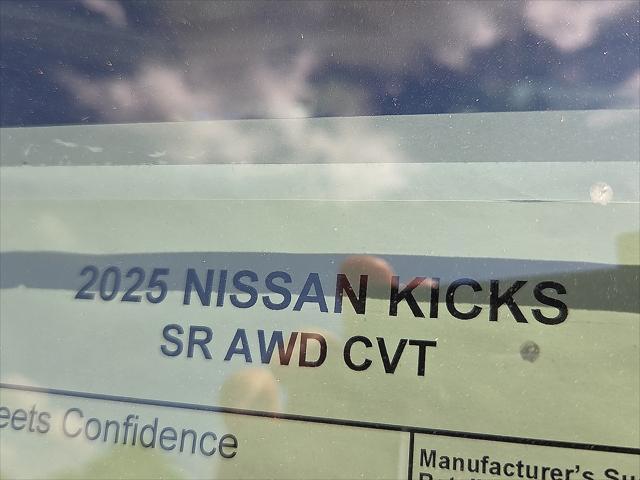 2025 NISSAN KICKS
SR AWD CVT
eets Confidence
Manufacturer's Su